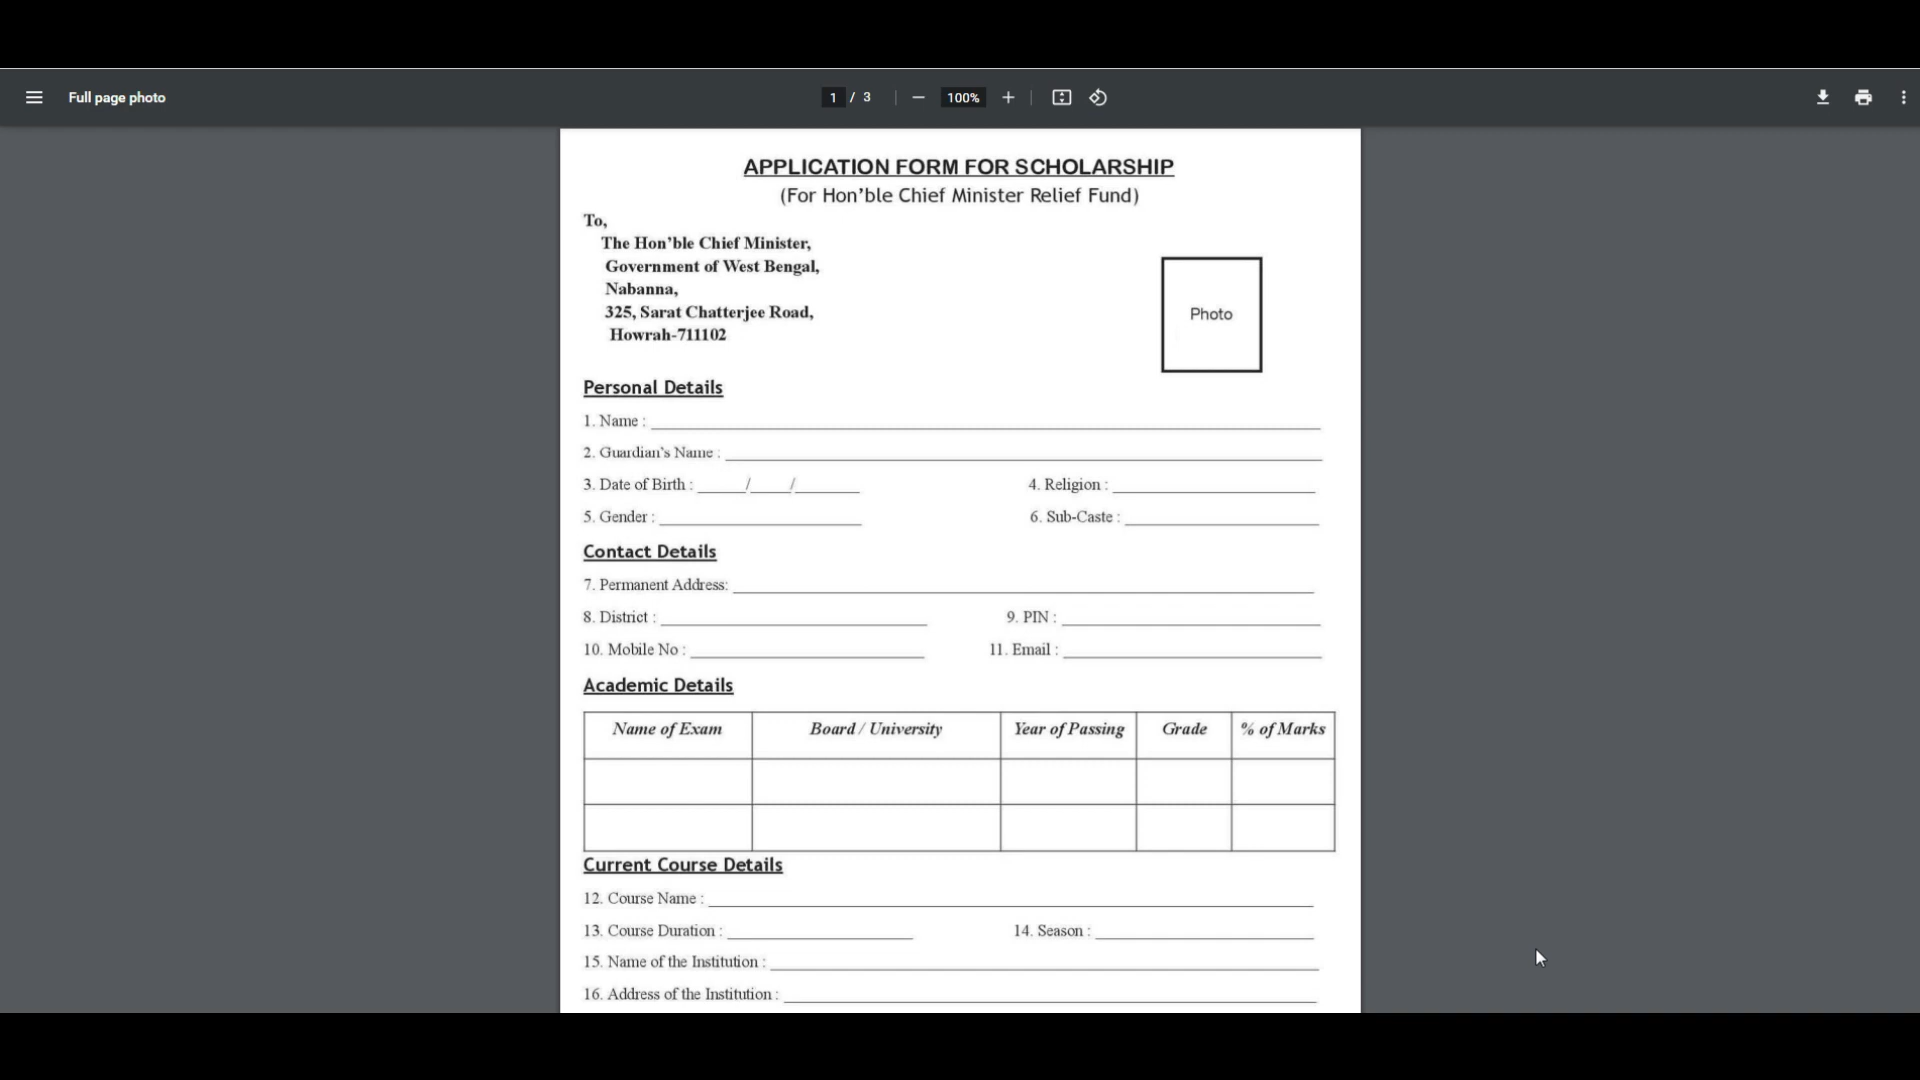 Full page photo
1 / 3
100%
APPLICATION FORM FOR SCHOLARSHIP
(For Hon’ble Chief Minister Relief Fund)
To,
The Hon’ble Chief Minister,
Government of West Bengal,
Nabanna,
325, Sarat Chatterjee Road,
Howrah-711102
Photo
Personal Details
1. Name :
2. Guardian’s Name :
3. Date of Birth : ______/_____/________ 4. Religion :
5. Gender : 6. Sub-Caste :
Contact Details
7. Permanent Address:
8. District : 9. PIN :
10. Mobile No : 11. Email :
Academic Details
Name of Exam Board / University Year of Passing Grade % of Marks
Current Course Details
12. Course Name :
13. Course Duration : 14. Season :
15. Name of the Institution :
16. Address of the Institution :